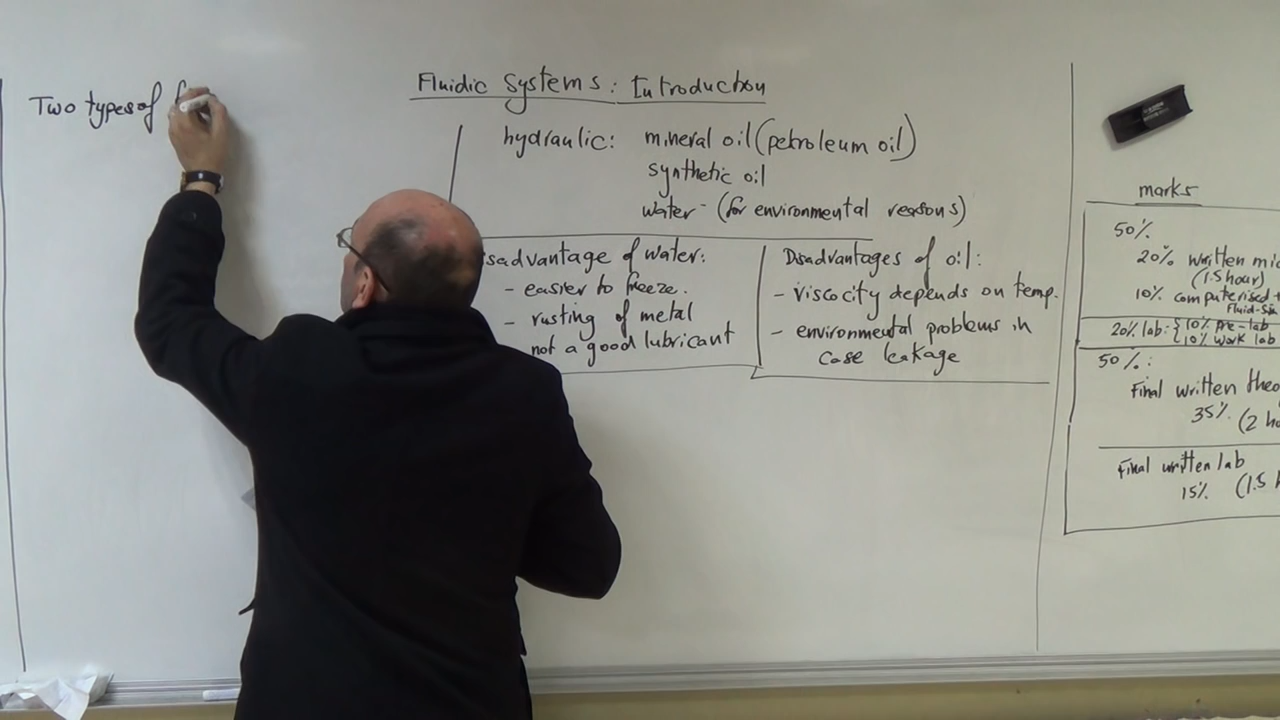 Fluidic Systems: Introduction
Two types of
hydraulic: mineral oil (petroleum oil)
synthetic oil
water - (for environmental reasons)
sadvantage of water:
- easier to freeze.
- rusting of metal
not a good lubricant
Disadvantages of oil:
- viscocity depends on temp.
- environmental problems in
case leakage
marks
50%
20% written mi
(1.5 hour)
10% computerised
Fluid-Sim
20% lab: { 10% pre-lab
10% work lab
50%:
Final written theo
35% (2 ho
Final written lab
15% (1.5 h